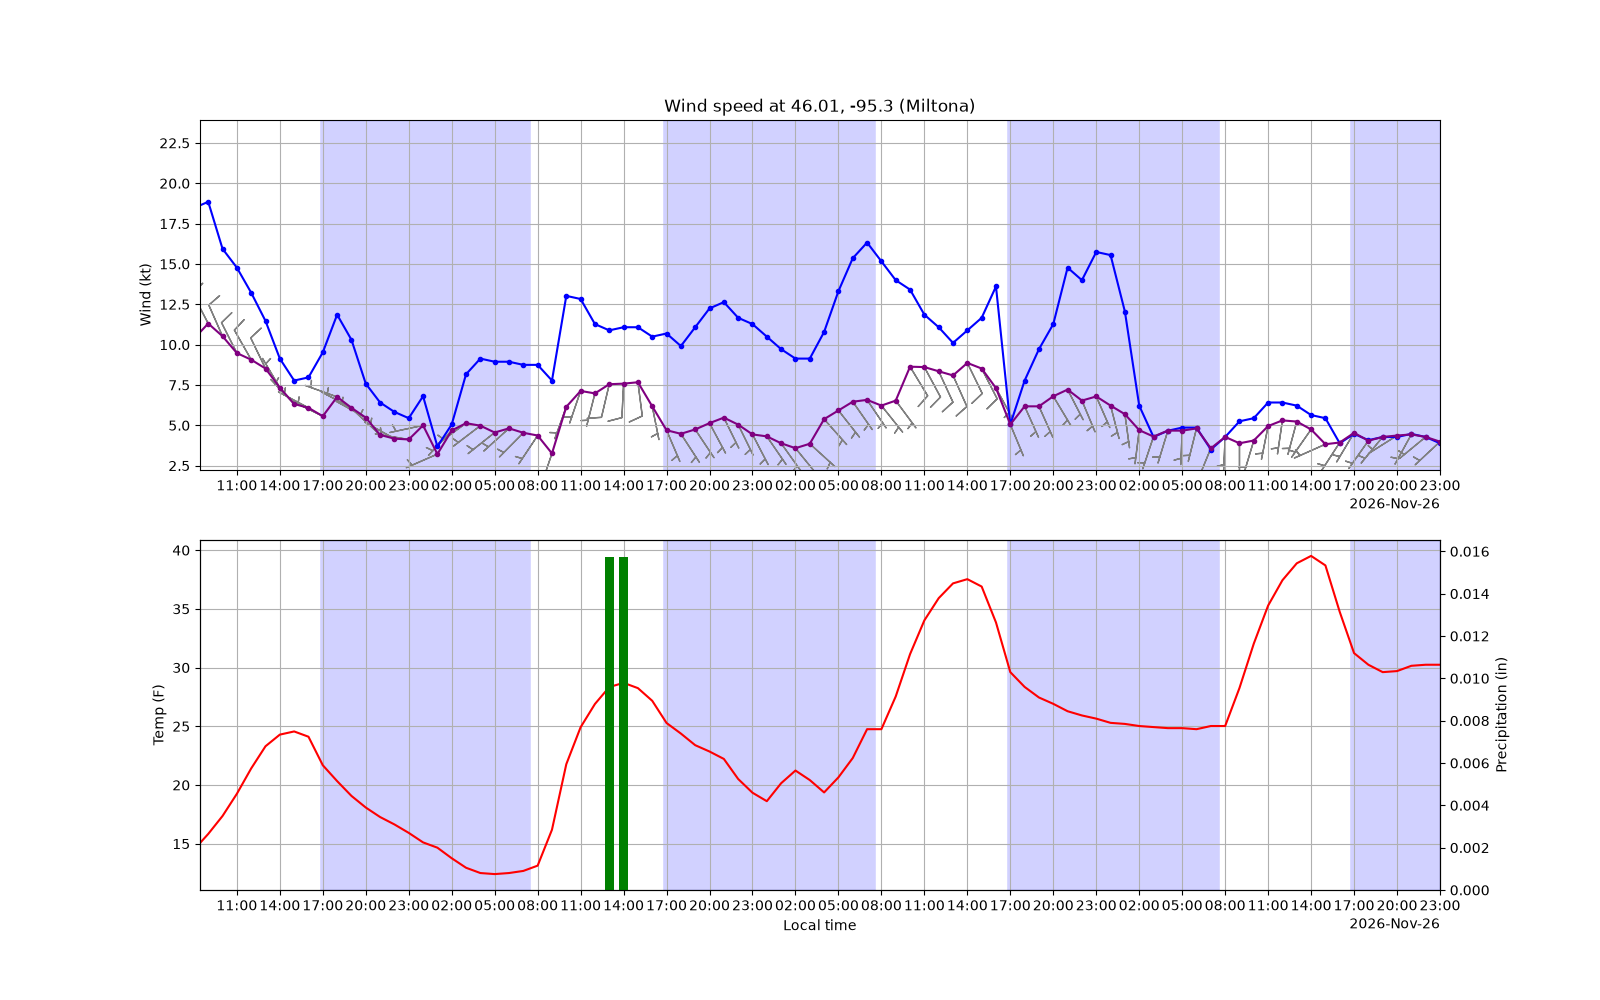 Wind speed at 46.01, -95.3 (Miltona)
Wind (kt)
22.5
20.0
17.5
15.0
12.5
10.0
7.5
5.0
2.5
11:00 14:00 17:00 20:00 23:00 02:00 05:00 08:00 11:00 14:00 17:00 20:00 23:00 02:00 05:00 08:00 11:00 14:00 17:00 20:00 23:00 02:00 05:00 08:00 11:00 14:00 17:00 20:00 23:00
2026-Nov-26
Temp (F)
40
35
30
25
20
15
Precipitation (in)
0.016
0.014
0.012
0.010
0.008
0.006
0.004
0.002
0.000
11:00 14:00 17:00 20:00 23:00 02:00 05:00 08:00 11:00 14:00 17:00 20:00 23:00 02:00 05:00 08:00 11:00 14:00 17:00 20:00 23:00 02:00 05:00 08:00 11:00 14:00 17:00 20:00 23:00
Local time
2026-Nov-26